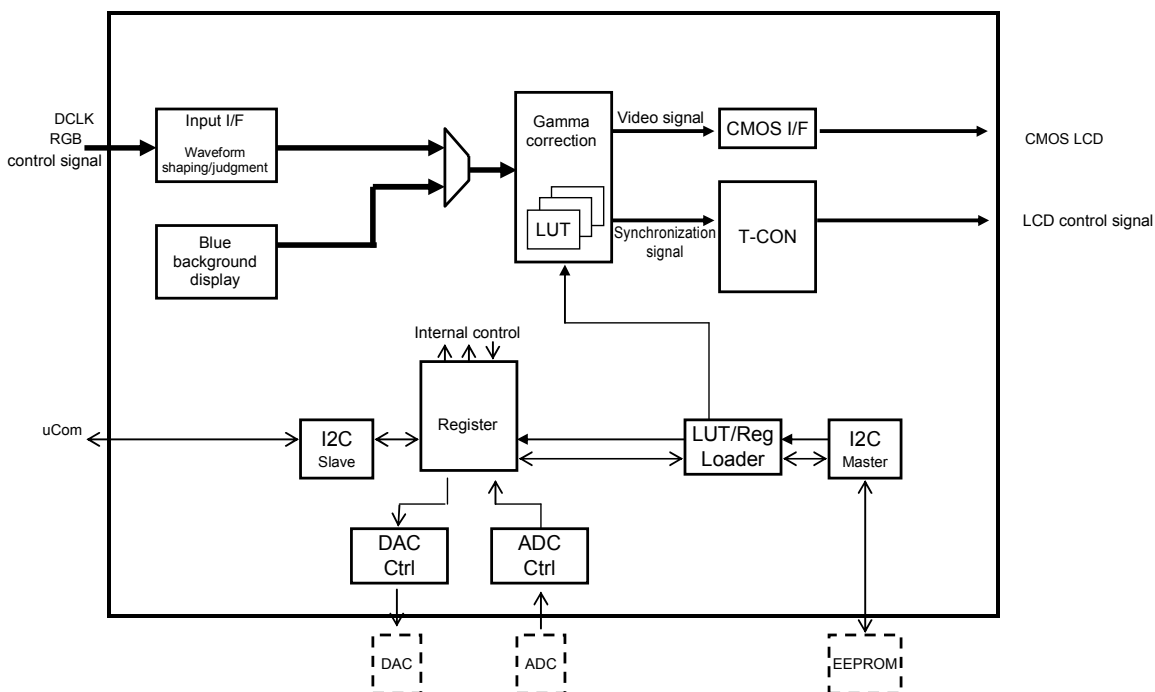 DCLK
RGB
control signal
Input I/F
Waveform
shaping/judgment
Blue
background
display
Gamma
correction
LUT
Video signal
Synchronization
signal
CMOS I/F
T-CON
CMOS LCD
LCD control signal
Internal control
Register
uCom
I2C
Slave
LUT/Reg
Loader
I2C
Master
DAC
Ctrl
ADC
Ctrl
DAC
ADC
EEPROM